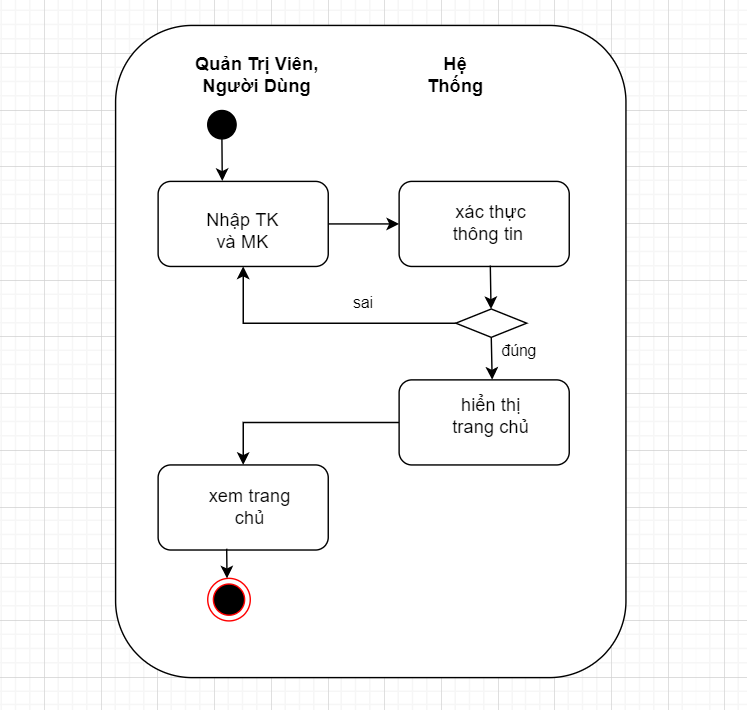 Quản Trị Viên,
Người Dùng
Hệ
Thống
Nhập TK
và MK
xác thực
thông tin
sai
đúng
hiển thị
trang chủ
xem trang
chủ